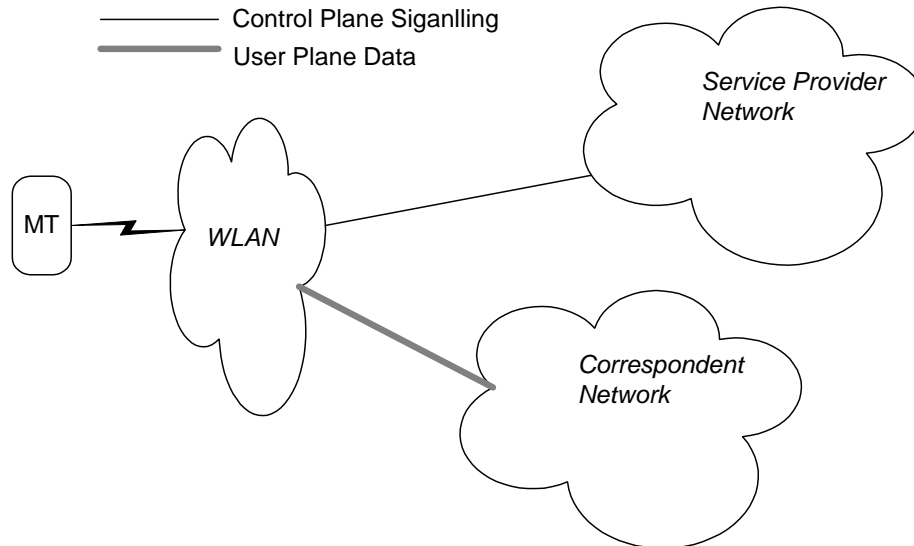 Control Plane Siganlling
User Plane Data
Service Provider
Network
MT
WLAN
Correspondent
Network